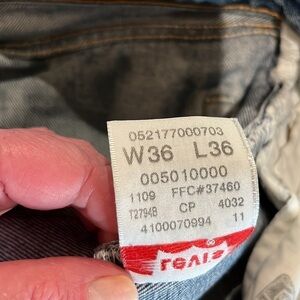 052177000703
W36 L36
005010000
1109 FFC#37460
T2794B CP 4032
4100070994 11
Levi's
®